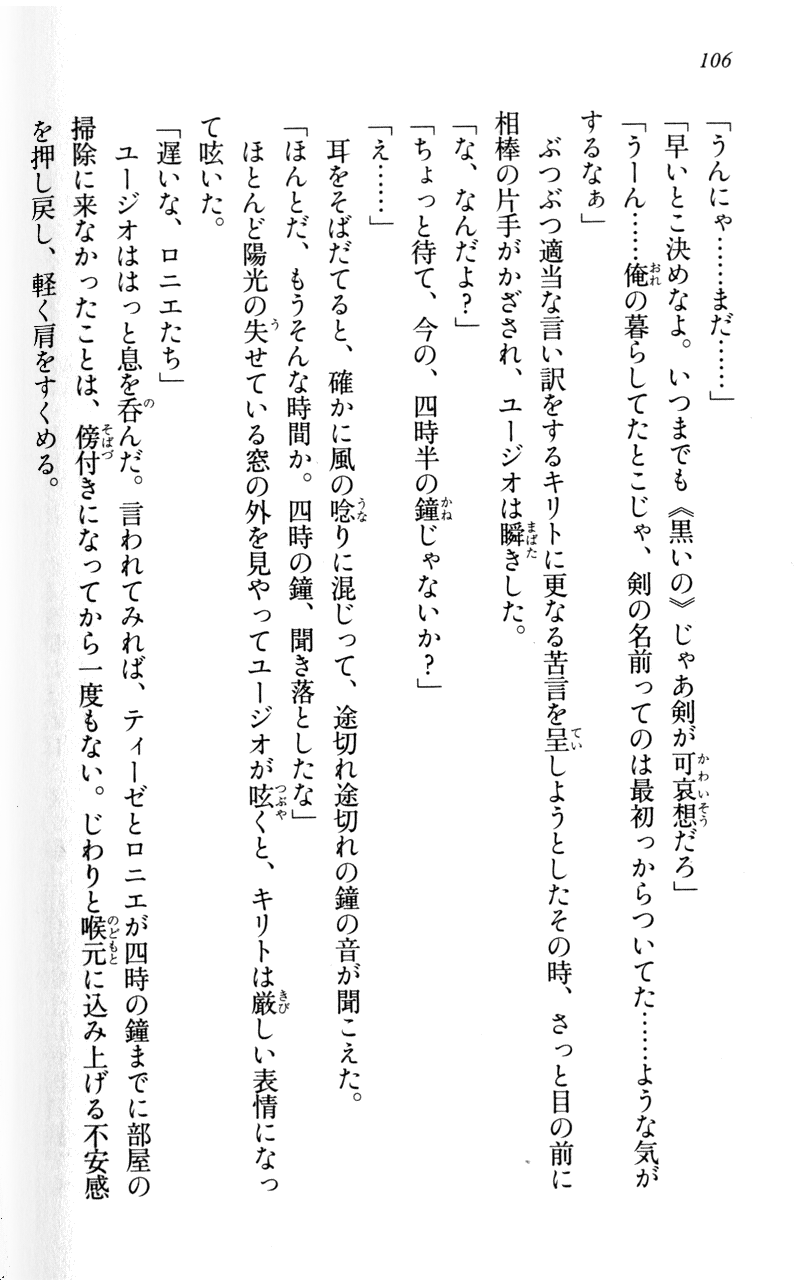 106
「うんにゃ……まだ……」
「早いとこ決めなよ。いつまでも《黒いの》じゃあ剣が可哀想だろ」
「うーん……俺の暮らしてたとこじゃ、剣の名前ってのは最初っからついてた……ような気が
するなぁ」
ぶつぶつ適当な言い訳をするキリトに更なる苦言を呈しようとしたその時、さっと目の前に
相棒の片手がかざされ、ユージオは瞬きした。
「な、なんだよ？」
「ちょっと待て、今の、四時半の鐘じゃないか？」
「え……」
耳をそばだてると、確かに風の唸りに混じって、途切れ途切れの鐘の音が聞こえた。
「ほんとだ、もうそんな時間か。四時の鐘、聞き落としたな」
ほとんど陽光の失せている窓の外を見やってユージオが呟くと、キリトは厳しい表情になっ
て呟いた。
「遅いな、ロニエたち」
ユージオははっと息を呑んだ。言われてみれば、ティーゼとロニエが四時の鐘までに部屋の
掃除に来なかったことは、傍付きになってから一度もない。じわりと喉元に込み上げる不安感
を押し戻し、軽く肩をすくめる。